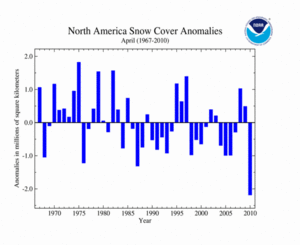 NOAA
North America Snow Cover Anomalies
April (1967-2010)
Anomalies in millions of square kilometers
2.0
1.0
0.0
-1.0
-2.0
1970 1975 1980 1985 1990 1995 2000 2005 2010
Year